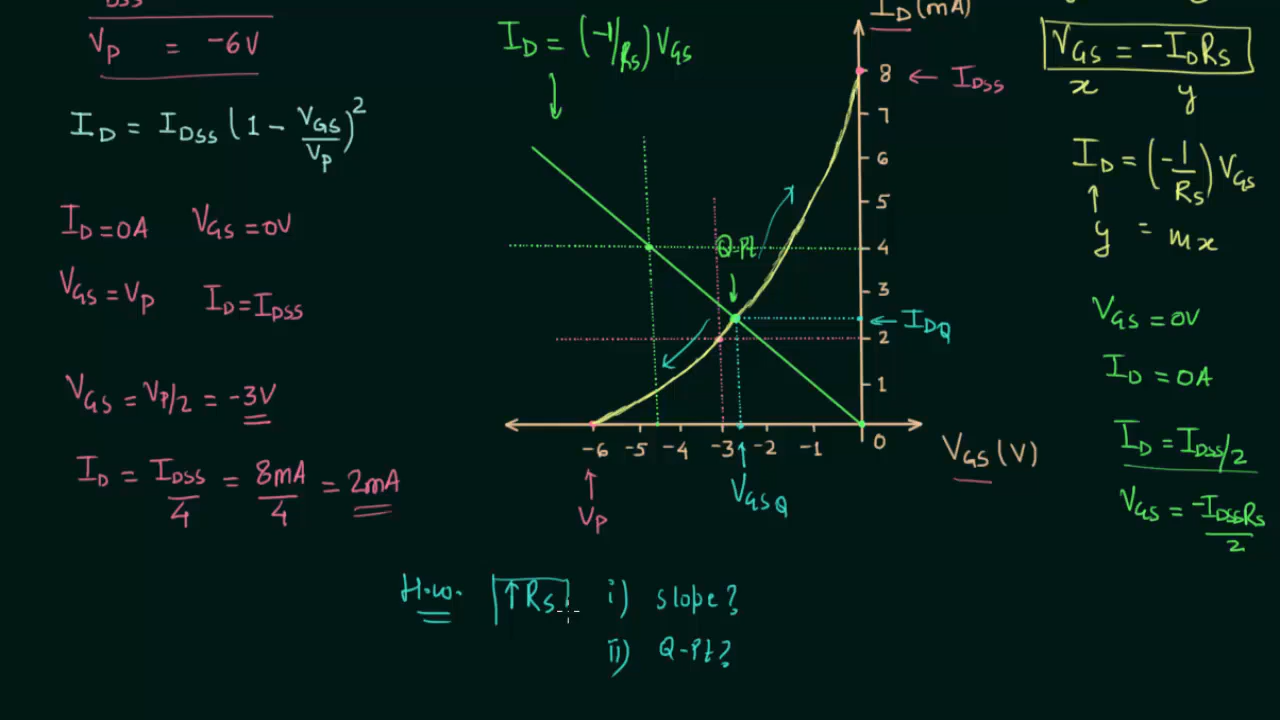 DSS
VP = -6V
ID = IDSS (1 - VGS/VP)²
ID=0A VGS=0V
VGS=VP ID=IDSS
VGS = VP/2 = -3V
ID = IDSS/4 = 8mA/4 = 2mA
ID = (-1/RS) VGS
ID(mA)
8 ← IDSS
7
6
5
4
3
2
1
0
Q-Pt
← IDQ
-6 -5 -4 -3 -2 -1
VGS(V)
VP
VGSQ
VGS = -IDRS
x y
ID = (-1/RS) VGS
y = mx
VGS = 0V
ID = 0A
ID = IDSS/2
VGS = -IDSSRS/2
H.W. ↑RS i) slope?
ii) Q-Pt?